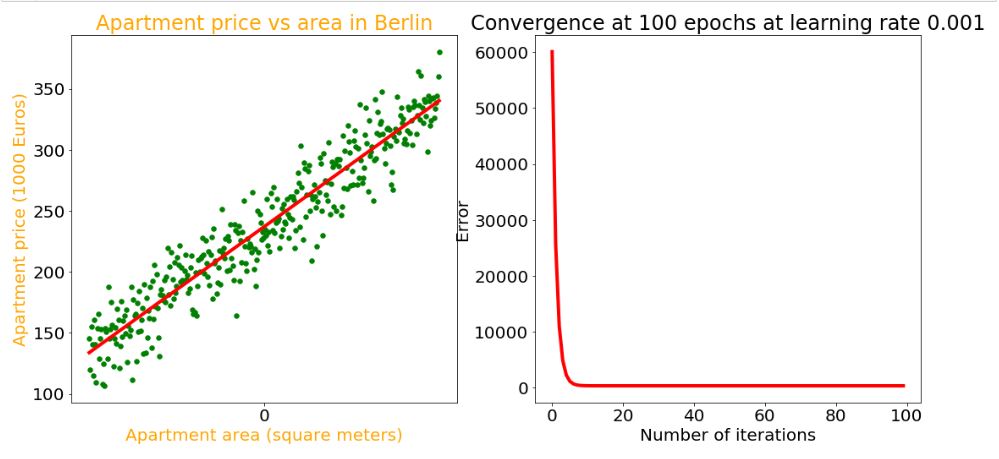 Apartment price vs area in Berlin
Apartment price (1000 Euros)
350
300
250
200
150
100
0
Apartment area (square meters)
Convergence at 100 epochs at learning rate 0.001
Error
60000
50000
40000
30000
20000
10000
0
0 20 40 60 80 100
Number of iterations